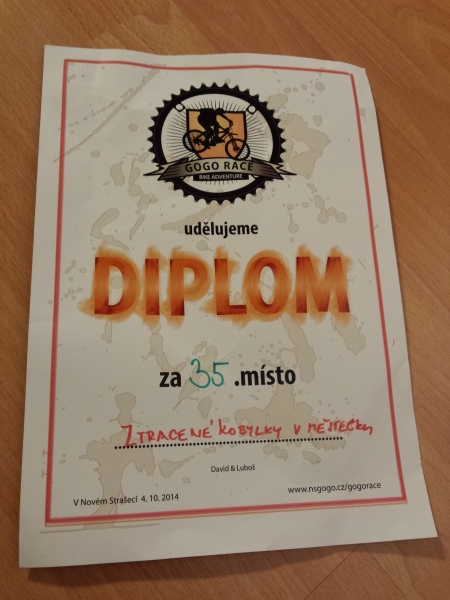 GOGO RACE
BIKE ADVENTURE
udělujeme
DIPLOM
za 35 .místo
ZTRACENÉ KOBYLKY V MĚSTEČKU
David & Luboš
V Novém Strašecí 4. 10. 2014
www.nsgogo.cz/gogorace